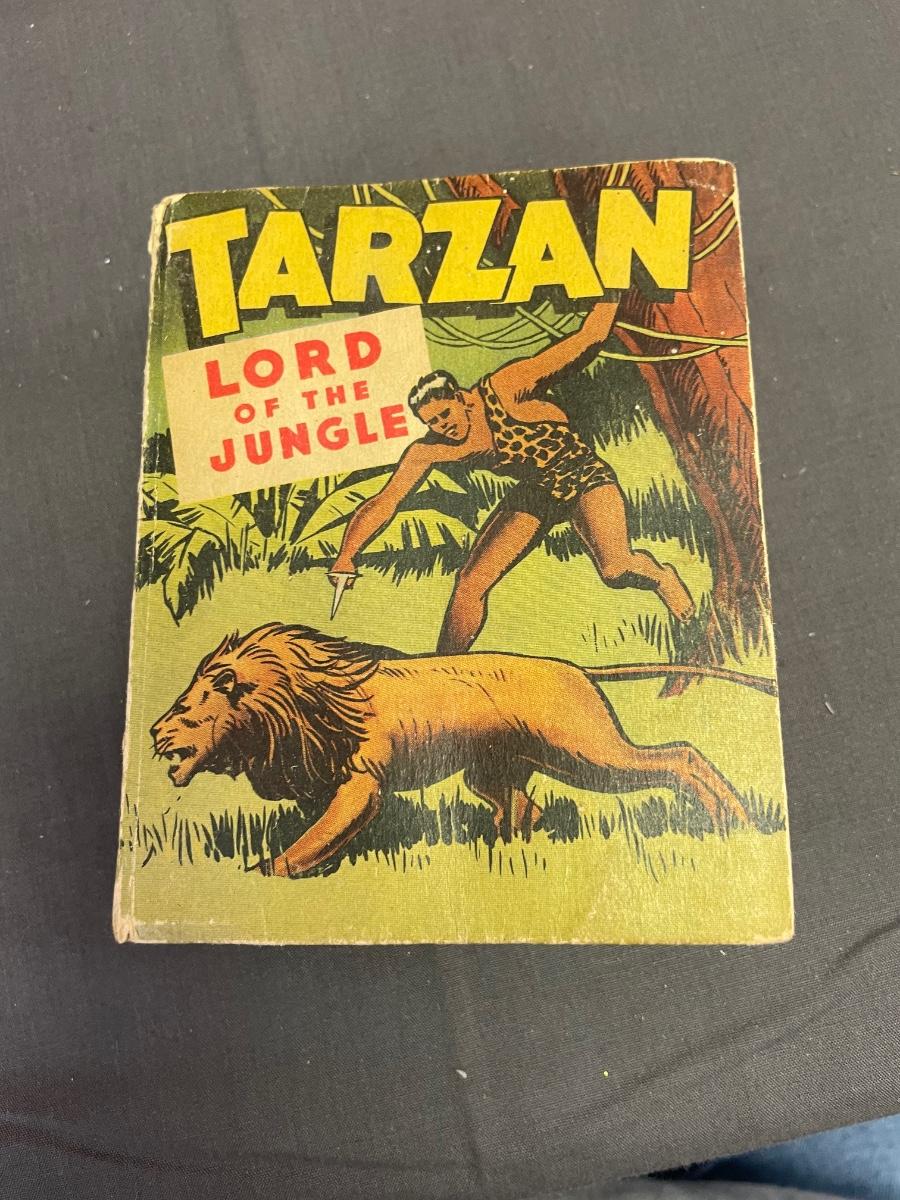 TARZAN
LORD
OF THE
JUNGLE